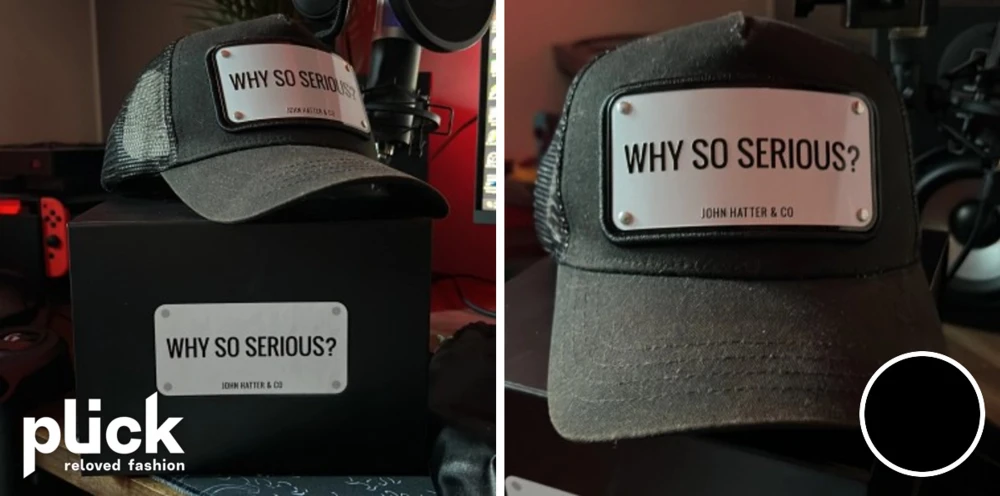 WHY SO SERIOUS?
JOHN HATTER & CO
WHY SO SERIOUS?
JOHN HATTER & CO
plick
reloved fashion
WHY SO SERIOUS?
JOHN HATTER & CO